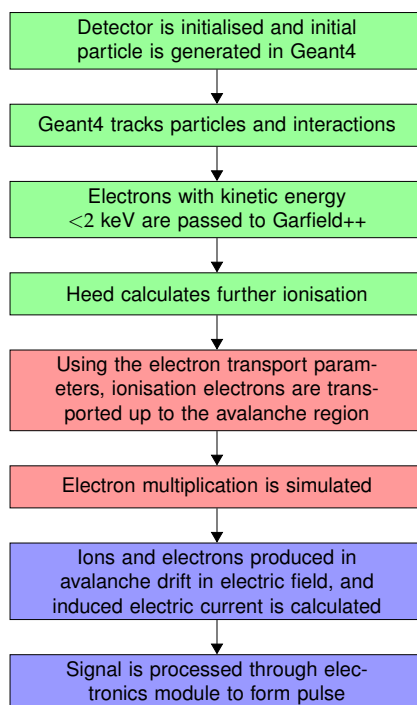 Detector is initialised and initial
particle is generated in Geant4
Geant4 tracks particles and interactions
Electrons with kinetic energy
<2 keV are passed to Garfield++
Heed calculates further ionisation
Using the electron transport param-
eters, ionisation electrons are trans-
ported up to the avalanche region
Electron multiplication is simulated
Ions and electrons produced in
avalanche drift in electric field, and
induced electric current is calculated
Signal is processed through elec-
tronics module to form pulse